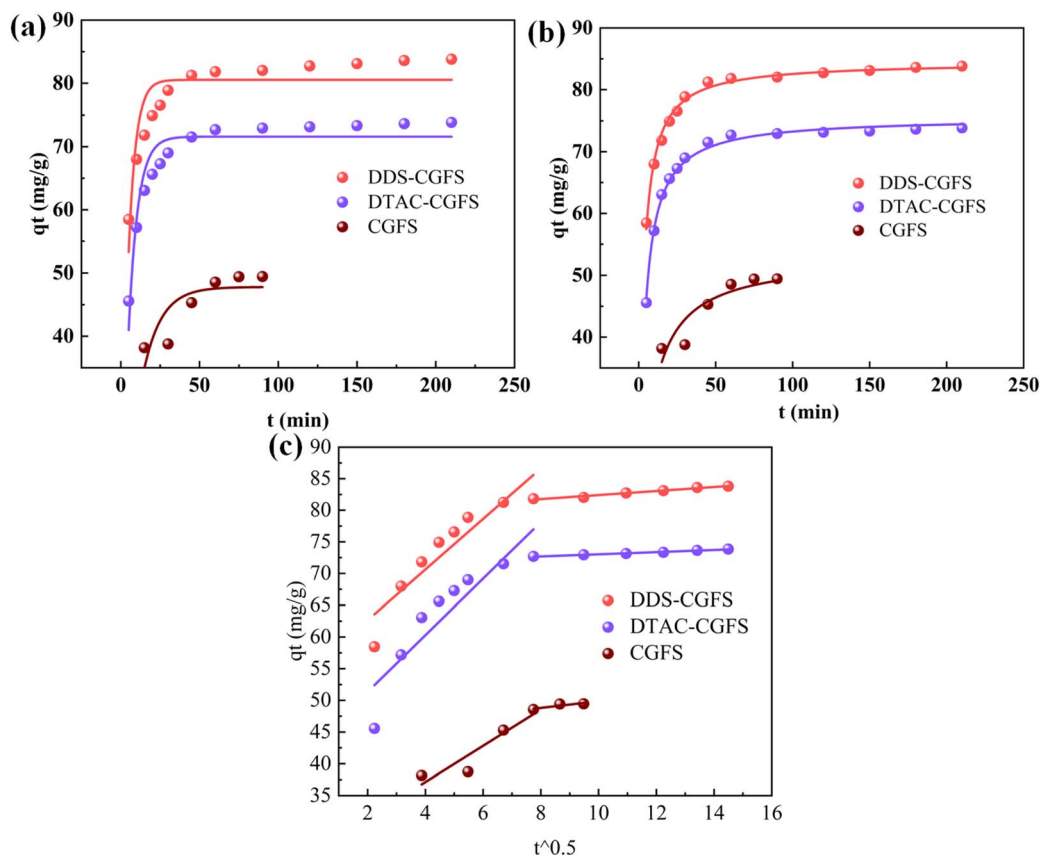 (a)
90
80
70
60
50
40
qt (mg/g)
DDS-CGFS
DTAC-CGFS
CGFS
0 50 100 150 200 250
t (min)
(b)
90
80
70
60
50
40
qt (mg/g)
DDS-CGFS
DTAC-CGFS
CGFS
0 50 100 150 200 250
t (min)
(c)
90
85
80
75
70
65
60
55
50
45
40
35
qt (mg/g)
DDS-CGFS
DTAC-CGFS
CGFS
2 4 6 8 10 12 14 16
t^0.5